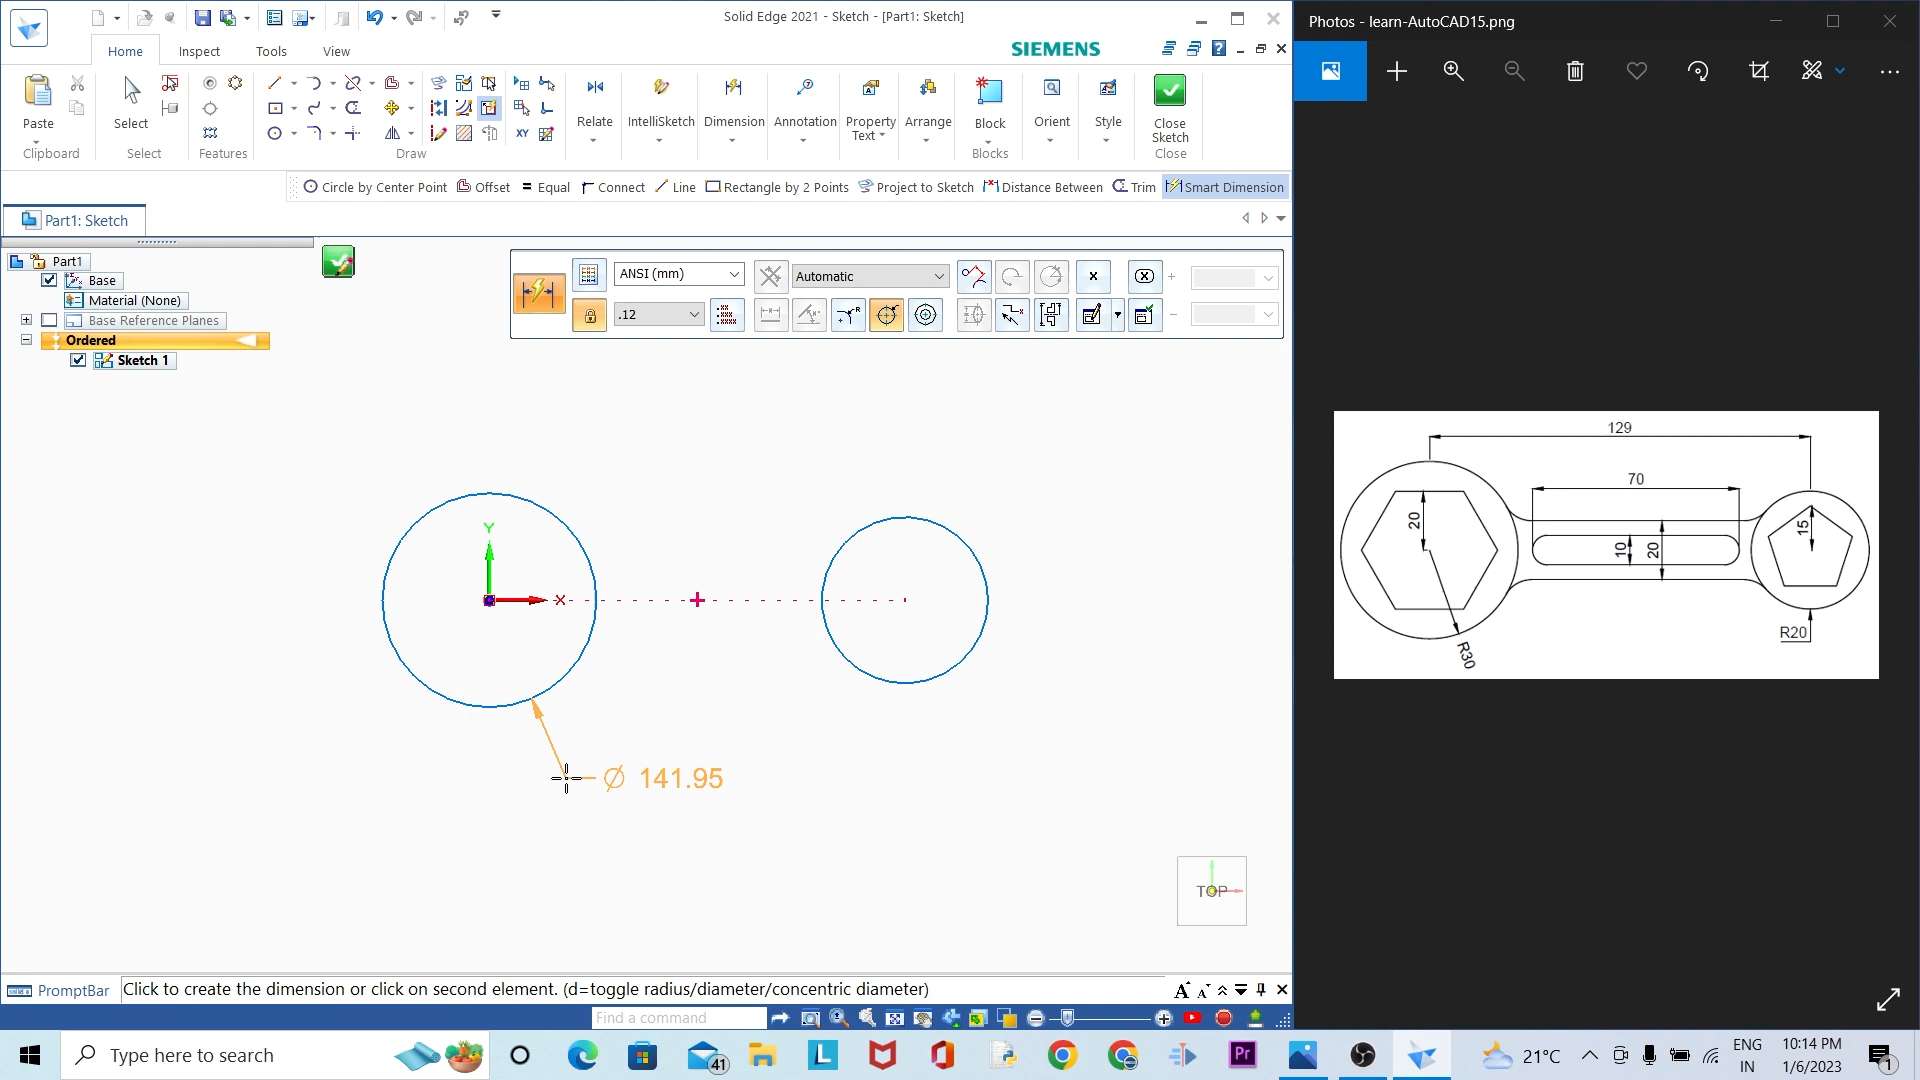 Solid Edge 2021 - Sketch - [Part1: Sketch]
Home
Inspect
Tools
View
SIEMENS
Paste
Select
Relate
IntelliSketch
Dimension
Annotation
Property Text
Arrange
Block
Orient
Style
Close Sketch
Clipboard
Select
Features
Draw
Blocks
Close
Circle by Center Point
Offset
Equal
Connect
Line
Rectangle by 2 Points
Project to Sketch
Distance Between
Trim
Smart Dimension
Part1: Sketch
Part1
Base
Material (None)
Base Reference Planes
Ordered
Sketch 1
ANSI (mm)
Automatic
.12
Y
X
Ø 141.95
TOP
PromptBar
Click to create the dimension or click on second element. (d=toggle radius/diameter/concentric diameter)
Find a command
Photos - learn-AutoCAD15.png
129
70
20
10
20
15
R20
R30
Type here to search
41
L
Pr
21°C
ENG
IN
10:14 PM
1/6/2023
1